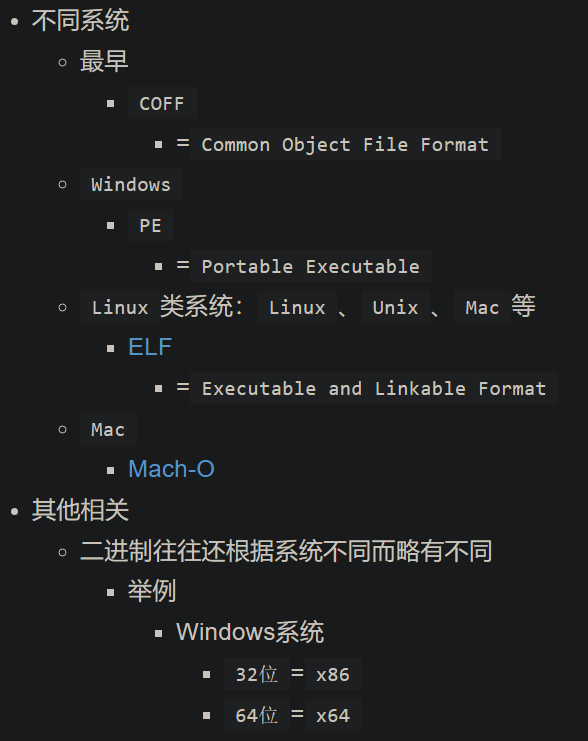 不同系统
最早
COFF
= Common Object File Format
Windows
PE
= Portable Executable
Linux 类系统： Linux 、 Unix 、 Mac 等
ELF
= Executable and Linkable Format
Mac
Mach-O
其他相关
二进制往往还根据系统不同而略有不同
举例
Windows系统
32位 = x86
64位 = x64